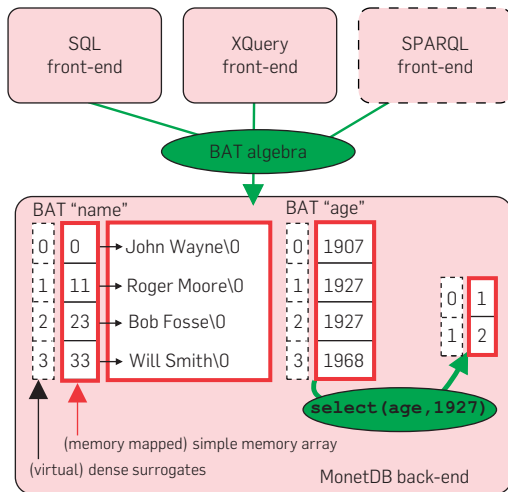 SQL
front-end
XQuery
front-end
SPARQL
front-end
BAT algebra
BAT “name”
BAT “age”
0 0 John Wayne\0
1 11 Roger Moore\0
2 23 Bob Fosse\0
3 33 Will Smith\0
0 1907
1 1927
2 1927
3 1968
0 1
1 2
select(age,1927)
(memory mapped) simple memory array
(virtual) dense surrogates
MonetDB back-end